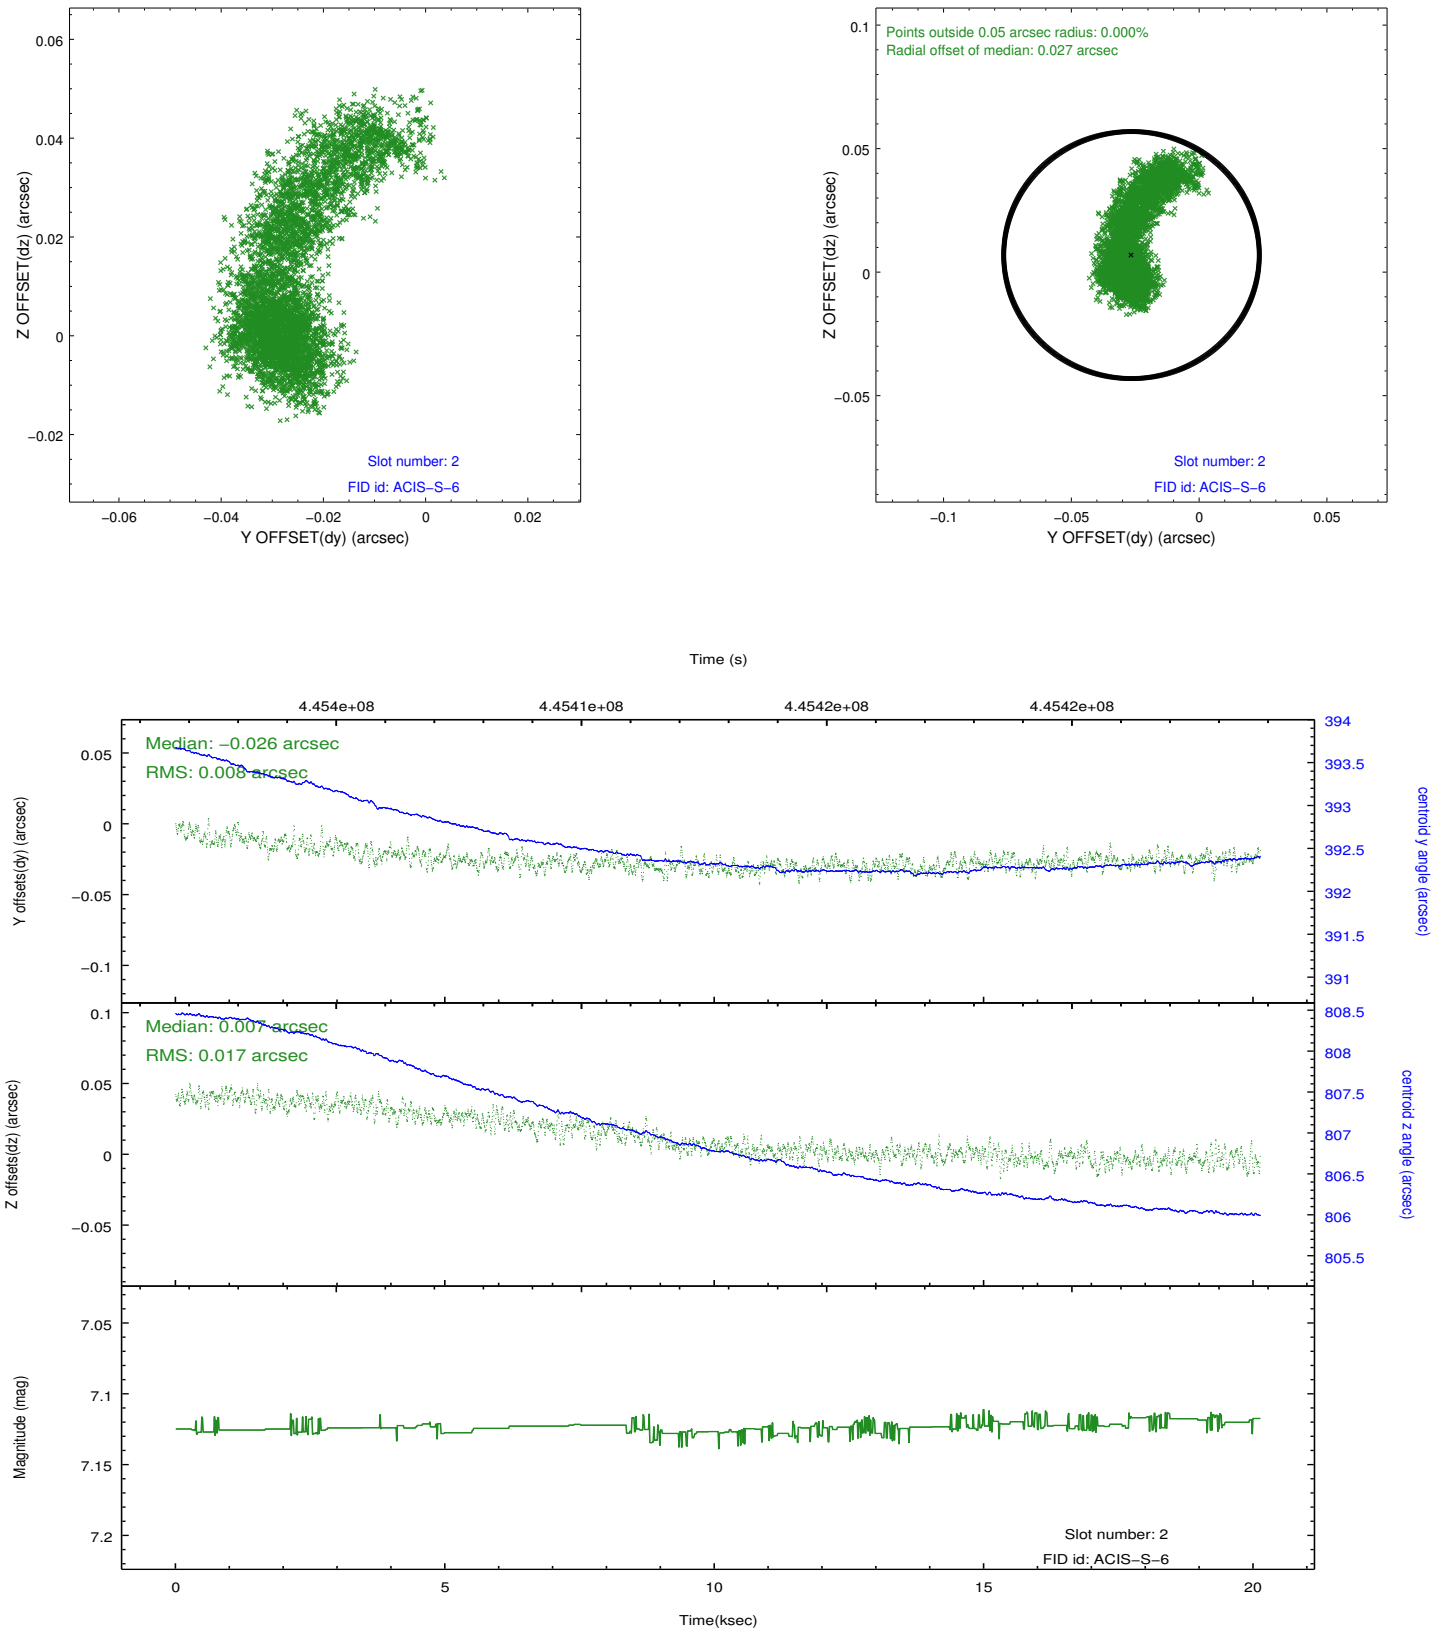 0.06
0.04
0.02
0
−0.02
Z OFFSET(dz) (arcsec)
Slot number: 2
FID id: ACIS−S−6
−0.06
−0.04
−0.02
0
0.02
Y OFFSET(dy) (arcsec)
Points outside 0.05 arcsec radius: 0.000%
Radial offset of median: 0.027 arcsec
0.1
0.05
0
−0.05
Z OFFSET(dz) (arcsec)
Slot number: 2
FID id: ACIS−S−6
−0.1
−0.05
0
0.05
Y OFFSET(dy) (arcsec)
Time (s)
4.454e+08
4.4541e+08
4.4542e+08
4.4542e+08
Median: −0.026 arcsec
RMS: 0.008 arcsec
0.05
0
−0.05
−0.1
Y offsets(dy) (arcsec)
394
393.5
393
392.5
392
391.5
391
centroid y angle (arcsec)
Median: 0.007 arcsec
RMS: 0.017 arcsec
0.1
0.05
0
−0.05
Z offsets(dz) (arcsec)
808.5
808
807.5
807
806.5
806
805.5
centroid z angle (arcsec)
7.05
7.1
7.15
7.2
Magnitude (mag)
Slot number: 2
FID id: ACIS−S−6
0
5
10
15
20
Time(ksec)